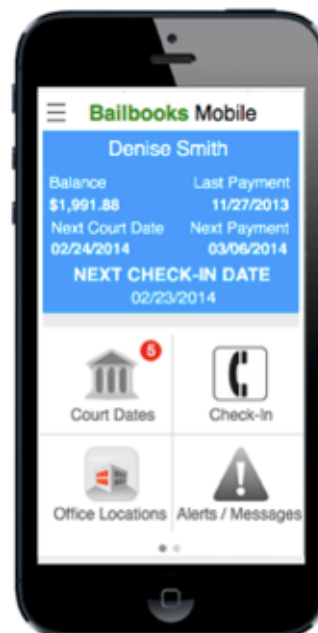 Bailbooks Mobile
Denise Smith
Balance Last Payment
$1,991.88 11/27/2013
Next Court Date Next Payment
02/24/2014 03/06/2014
NEXT CHECK-IN DATE
02/23/2014
5
Court Dates Check-In
Office Locations Alerts / Messages